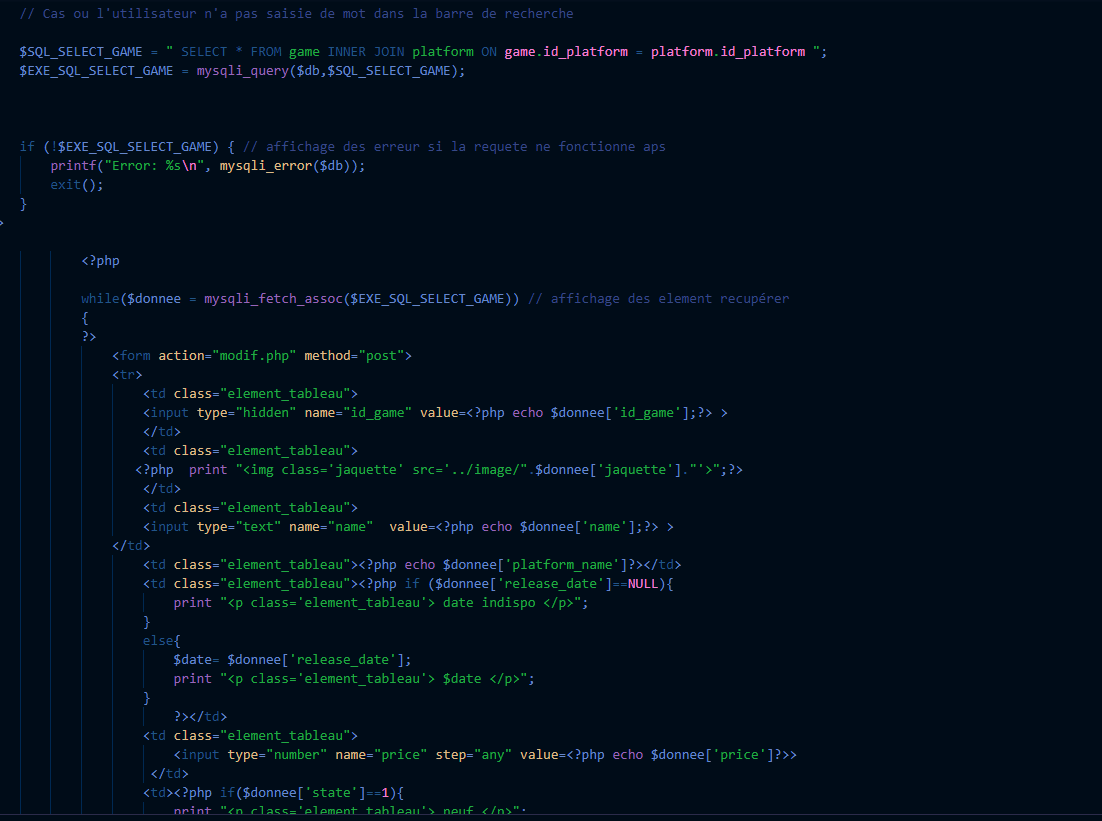 // Cas ou l'utilisateur n'a pas saisie de mot dans la barre de recherche
$SQL_SELECT_GAME = " SELECT * FROM game INNER JOIN platform ON game.id_platform = platform.id_platform ";
$EXE_SQL_SELECT_GAME = mysqli_query($db,$SQL_SELECT_GAME);
if (!$EXE_SQL_SELECT_GAME) { // affichage des erreur si la requete ne fonctionne aps
printf("Error: %s\n", mysqli_error($db));
exit();
}
>
<?php
while($donnee = mysqli_fetch_assoc($EXE_SQL_SELECT_GAME)) // affichage des element recupérer
{
?>
<form action="modif.php" method="post">
<tr>
<td class="element_tableau">
<input type="hidden" name="id_game" value=<?php echo $donnee['id_game'];?> >
</td>
<td class="element_tableau">
<?php  print "<img class='jaquette' src='../image/".$donnee['jaquette']."'>";?>
</td>
<td class="element_tableau">
<input type="text" name="name"  value=<?php echo $donnee['name'];?> >
</td>
<td class="element_tableau"><?php echo $donnee['platform_name']?></td>
<td class="element_tableau"><?php if ($donnee['release_date']==NULL){
print "<p class='element_tableau'> date indispo </p>";
}
else{
$date= $donnee['release_date'];
print "<p class='element_tableau'> $date </p>";
}
?></td>
<td class="element_tableau">
<input type="number" name="price" step="any" value=<?php echo $donnee['price']?>>
</td>
<td><?php if($donnee['state']==1){
print "<p class='element_tableau'> neuf </p>";